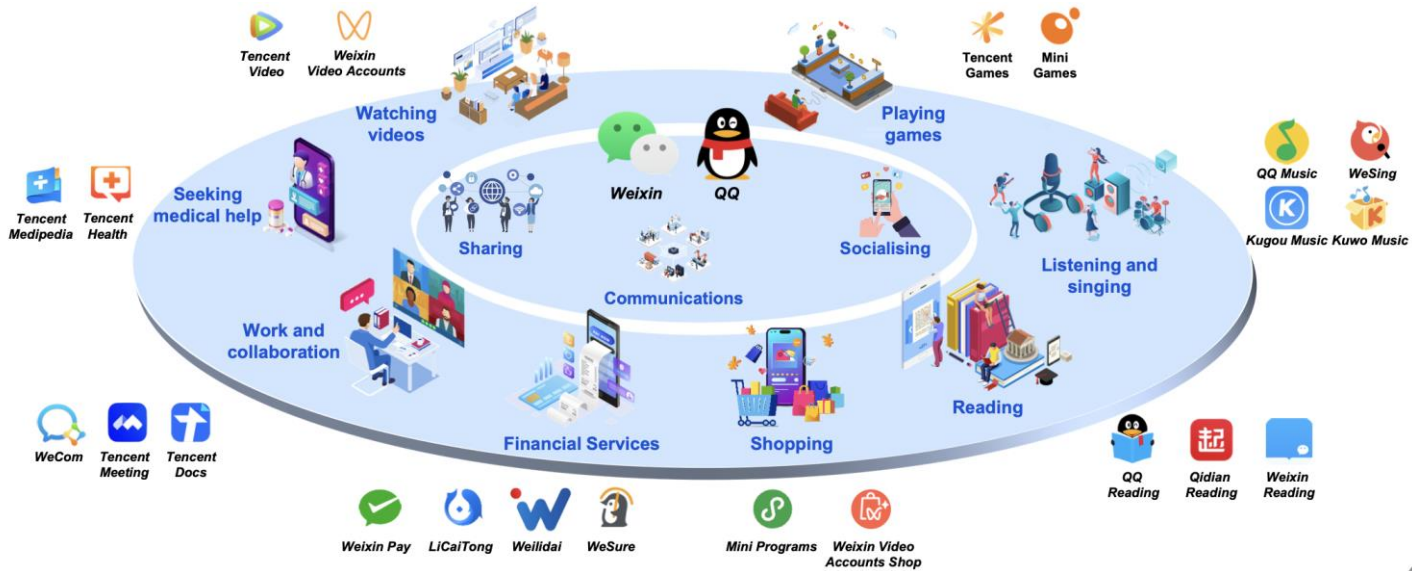 Tencent
Video
Weixin
Video Accounts
Tencent
Games
Mini
Games
Watching
videos
Playing
games
Weixin
QQ
QQ Music
WeSing
Kugou Music
Kuwo Music
Tencent
Medipedia
Tencent
Health
Seeking
medical help
Sharing
Socialising
Communications
Listening and
singing
Work and
collaboration
Financial Services
Shopping
Reading
WeCom
Tencent
Meeting
Tencent
Docs
起
QQ
Reading
Qidian
Reading
Weixin
Reading
Weixin Pay
LiCaiTong
Weilidai
WeSure
Mini Programs
Weixin Video
Accounts Shop